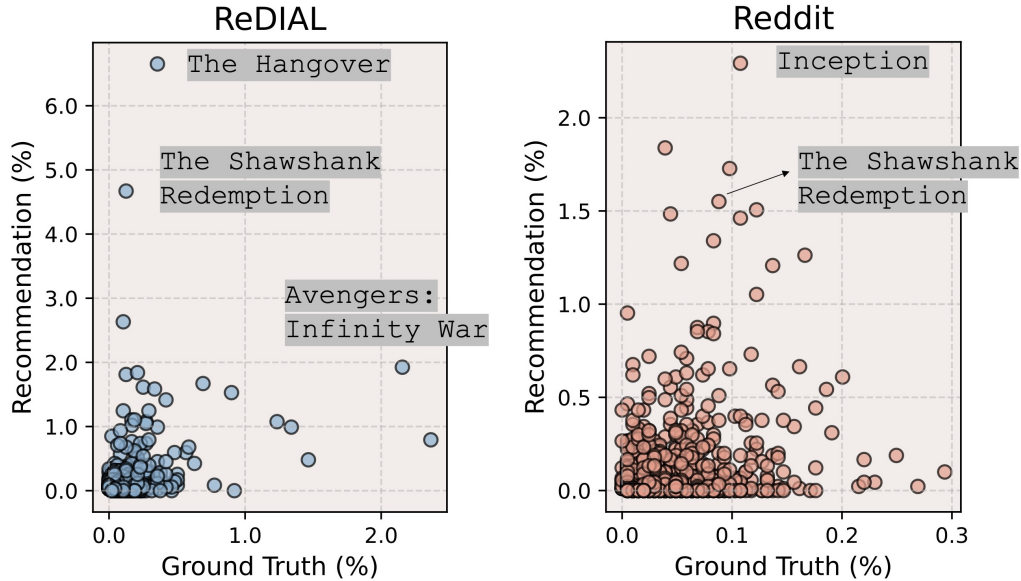 ReDIAL
The Hangover
The Shawshank
Redemption
Avengers:
Infinity War
Recommendation (%)
6.0
5.0
4.0
3.0
2.0
1.0
0.0
0.0 1.0 2.0
Ground Truth (%)
Reddit
Inception
The Shawshank
Redemption
Recommendation (%)
2.0
1.5
1.0
0.5
0.0
0.0 0.1 0.2 0.3
Ground Truth (%)